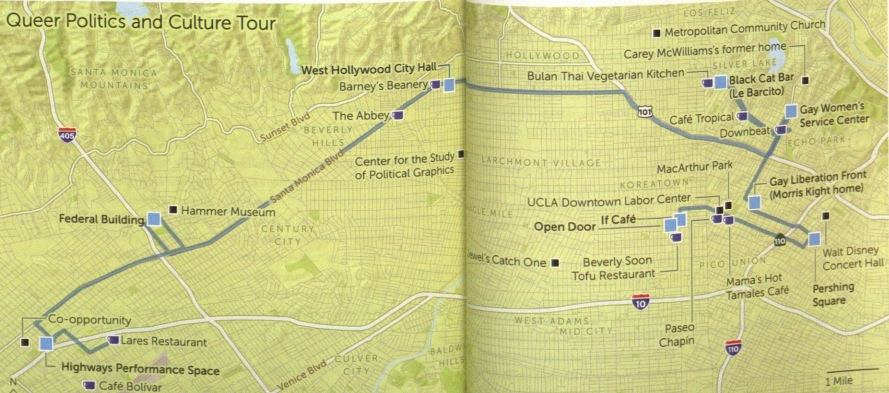 Queer Politics and Culture Tour
SANTA MONICA
MOUNTAINS
405
West Hollywood City Hall
Barney's Beanery
The Abbey
Sunset Blvd
BEVERLY
HILLS
Santa Monica Blvd
Center for the Study
of Political Graphics
Federal Building
Hammer Museum
CENTURY
CITY
Co-opportunity
Lares Restaurant
Highways Performance Space
Café Bolívar
Venice Blvd
CULVER
CITY
N
LOS FELIZ
Metropolitan Community Church
HOLLYWOOD
Carey McWilliams's former home
SILVER LAKE
Bulan Thai Vegetarian Kitchen
Black Cat Bar
(Le Barcito)
101
Café Tropical
Gay Women's
Service Center
Downbeat
ECHO PARK
LARCHMONT VILLAGE
MacArthur Park
KOREATOWN
Gay Liberation Front
(Morris Kight home)
UCLA Downtown Labor Center
MILE
If Café
Open Door
110
Catch One
Beverly Soon
Tofu Restaurant
PICO UNION
Walt Disney
Concert Hall
Mama's Hot
Tamales Café
Pershing
Square
10
WEST ADAMS
MID CITY
Paseo
Chapin
110
1 Mile